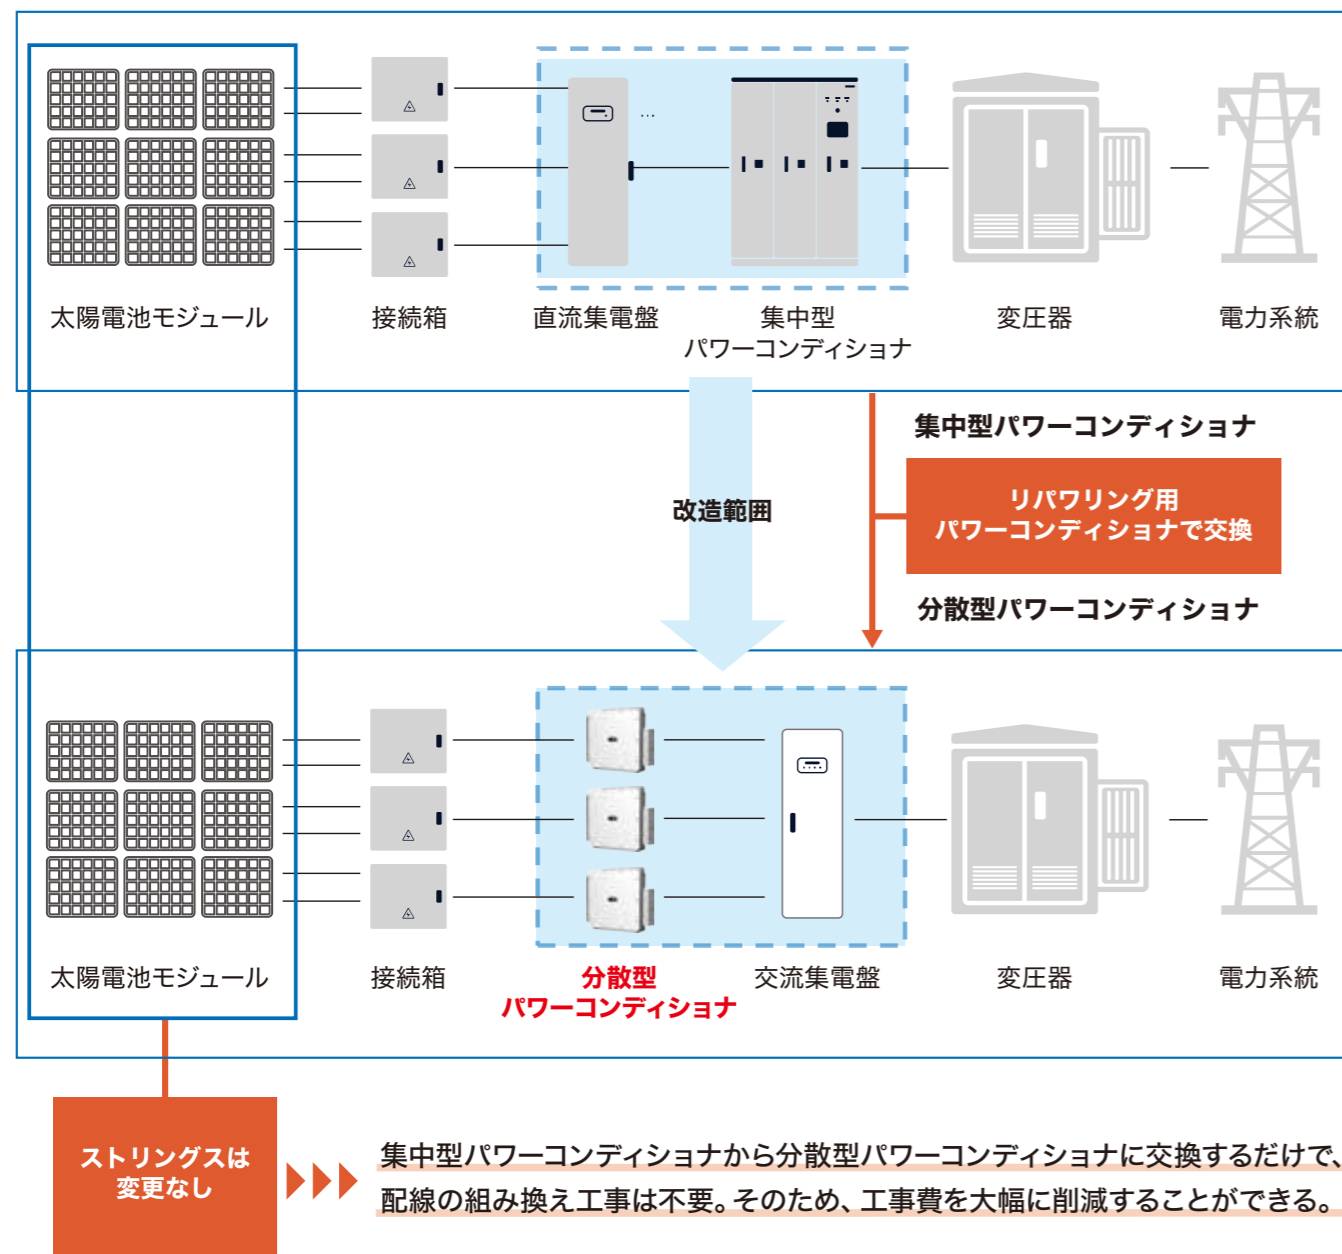 太陽電池モジュール
接続箱
直流集電盤
集中型
パワーコンディショナ
変圧器
電力系統
集中型パワーコンディショナ
改造範囲
リパワリング用
パワーコンディショナで交換
分散型パワーコンディショナ
太陽電池モジュール
接続箱
分散型
パワーコンディショナ
交流集電盤
変圧器
電力系統
ストリングスは
変更なし
集中型パワーコンディショナから分散型パワーコンディショナに交換するだけで、
配線の組み換え工事は不要。そのため、工事費を大幅に削減することができる。